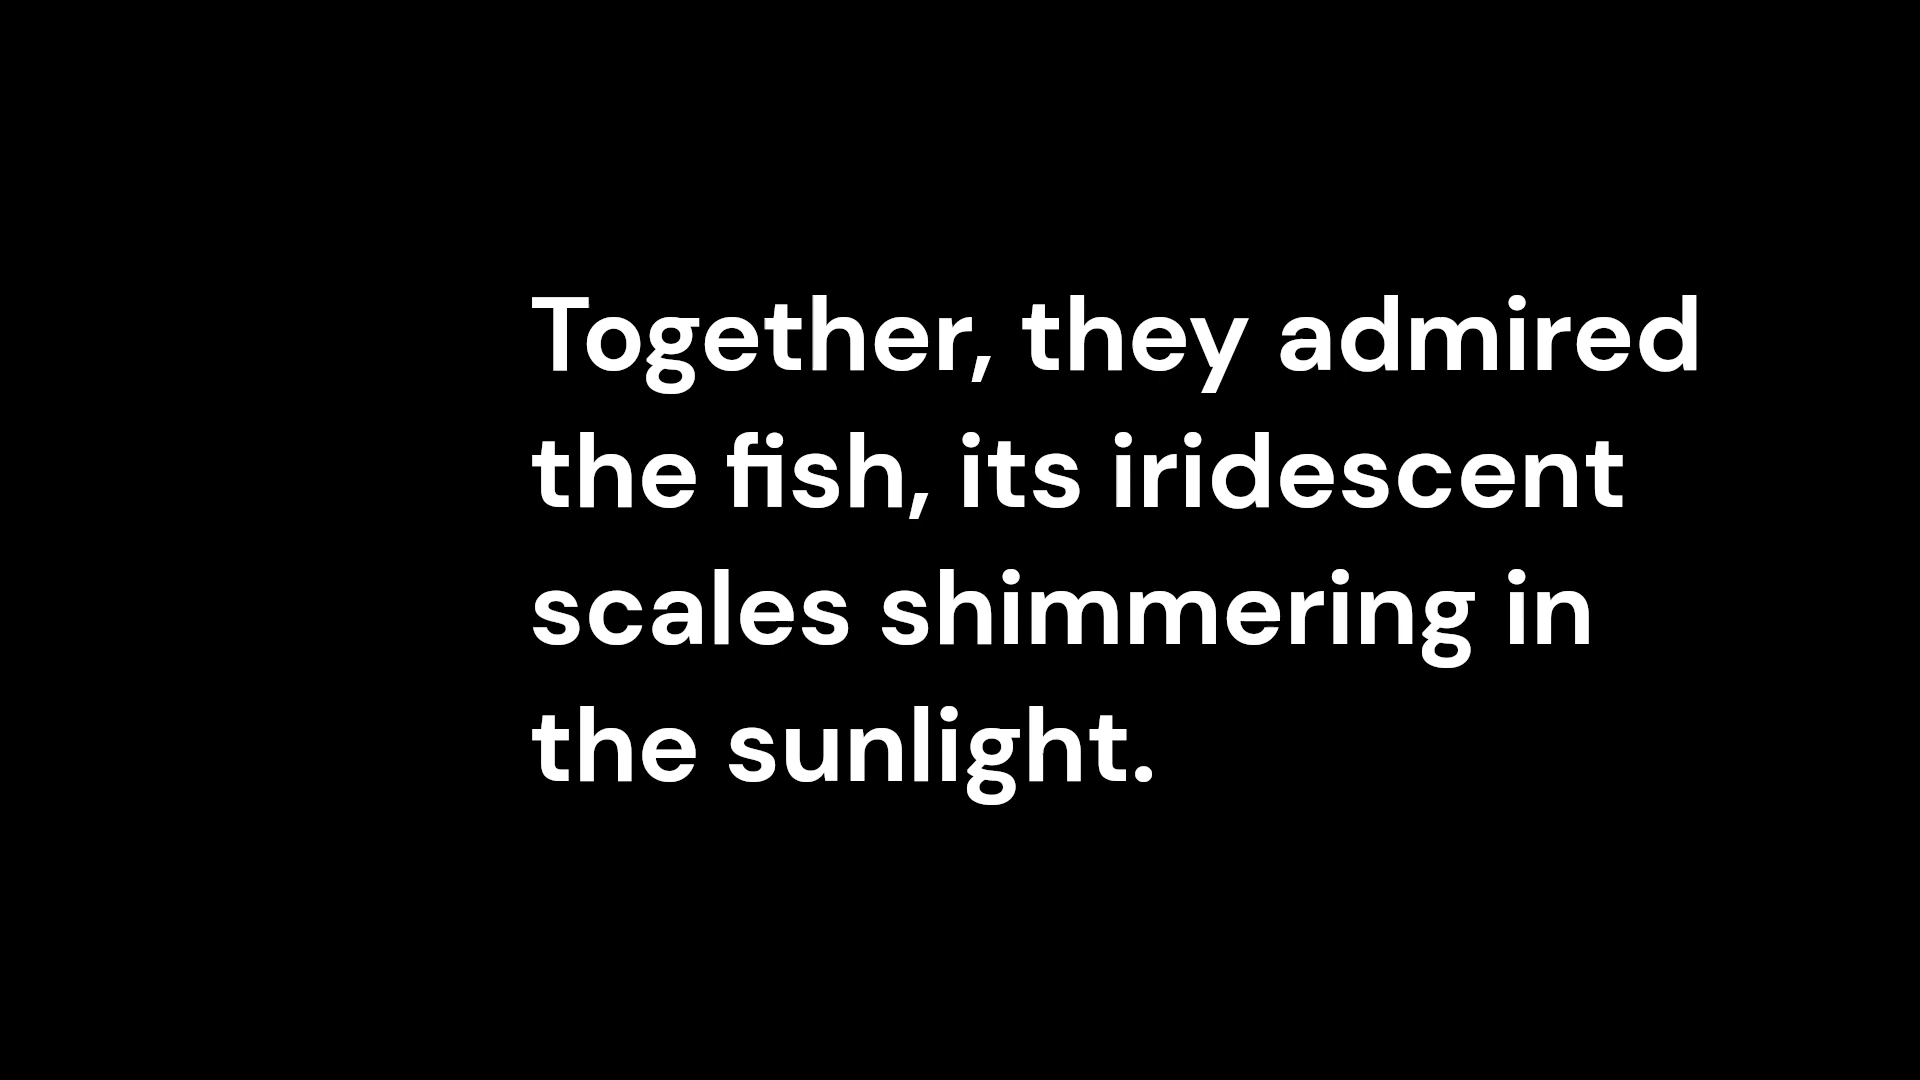 Together, they admired
the fish, its iridescent
scales shimmering in
the sunlight.